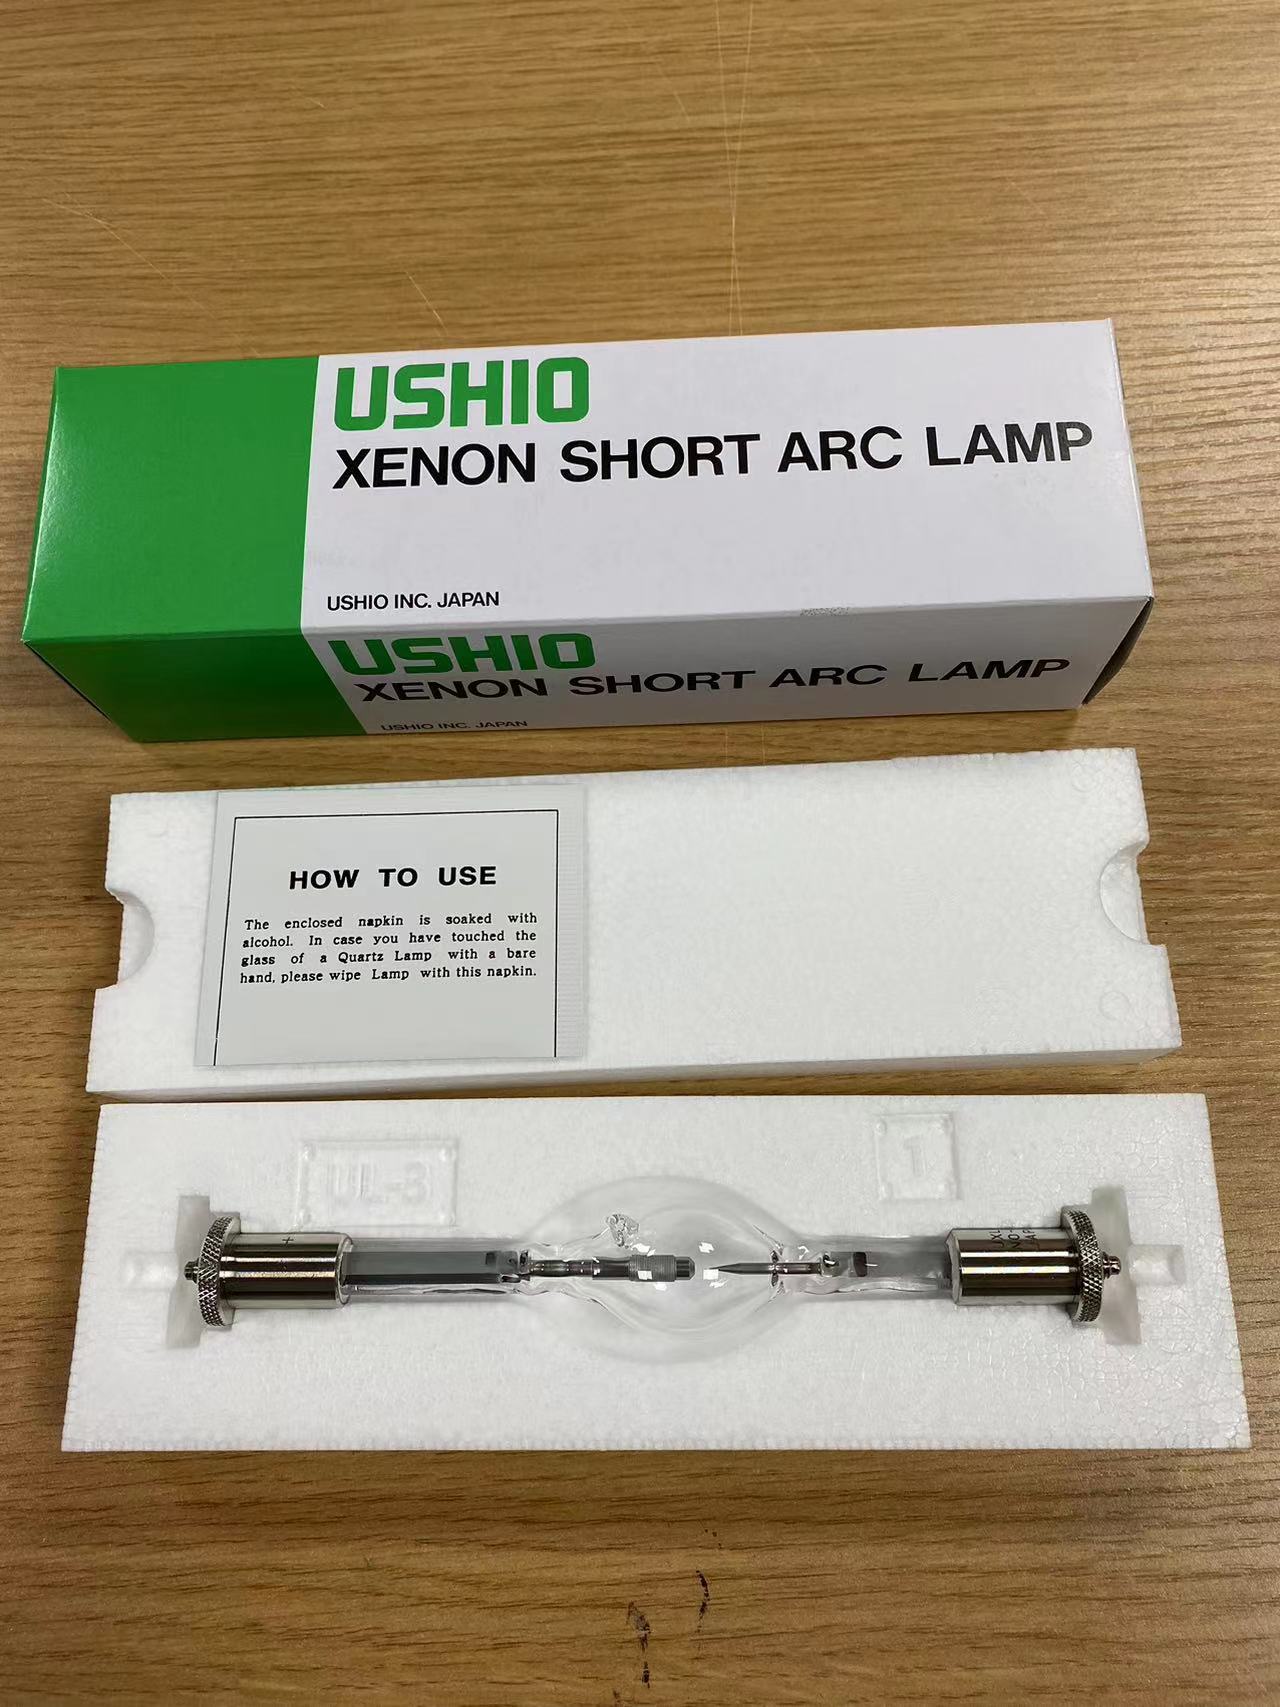 USHIO
XENON SHORT ARC LAMP
USHIO INC. JAPAN
USHIO
XENON SHORT ARC LAMP
USHIO INC. JAPAN
HOW TO USE
The enclosed napkin is soaked with
alcohol. In case you have touched the
glass of a Quartz Lamp with a bare
hand, please wipe Lamp with this napkin.
UL-3
1
+